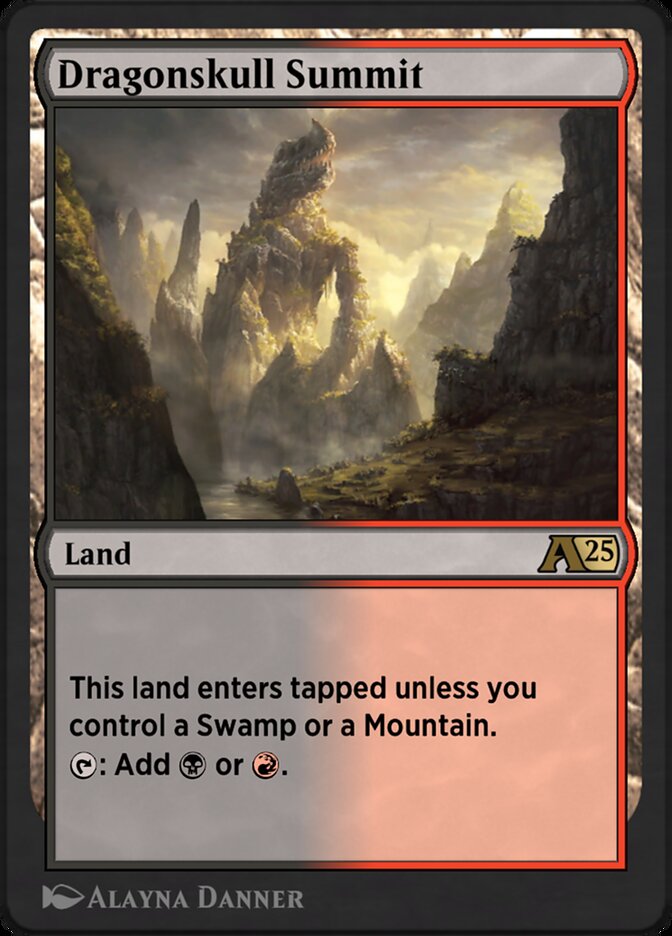 Dragonskull Summit
Land
A25
This land enters tapped unless you
control a Swamp or a Mountain.
: Add or .
Alayna Danner